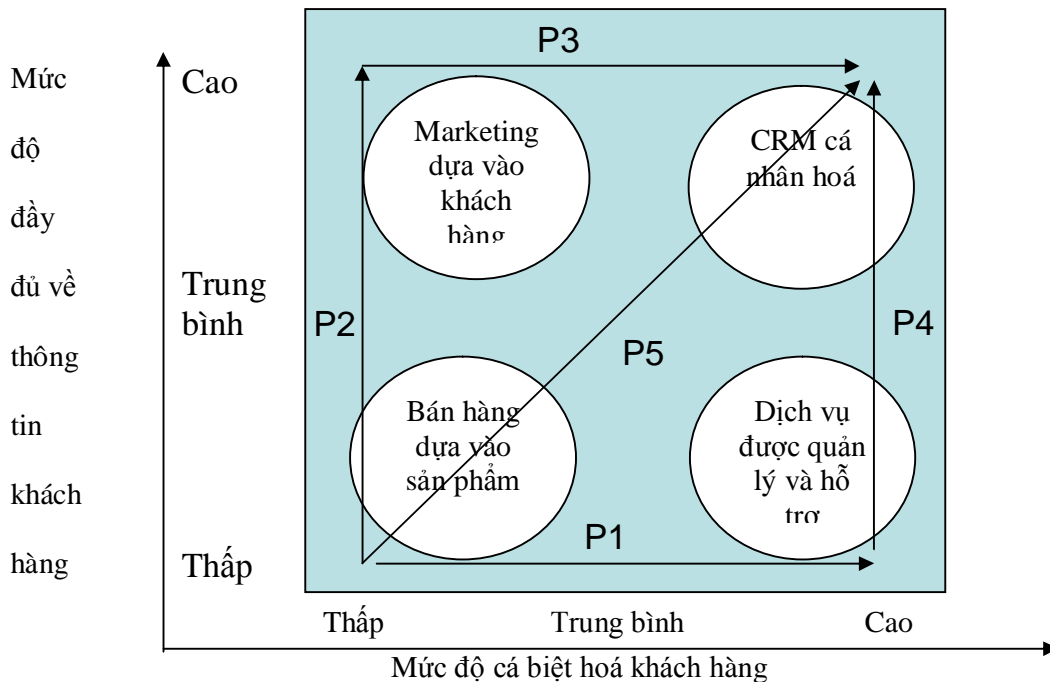 P3
Mức
độ
đầy
đủ về
thông
tin
khách
hàng
Cao
Trung
bình
Thấp
Marketing
dựa vào
khách
hàng
CRM cá
nhân hoá
P2
P5
P4
Bán hàng
dựa vào
sản phẩm
Dịch vụ
được quản
lý và hỗ
trợ
P1
Thấp
Trung bình
Cao
Mức độ cá biệt hoá khách hàng